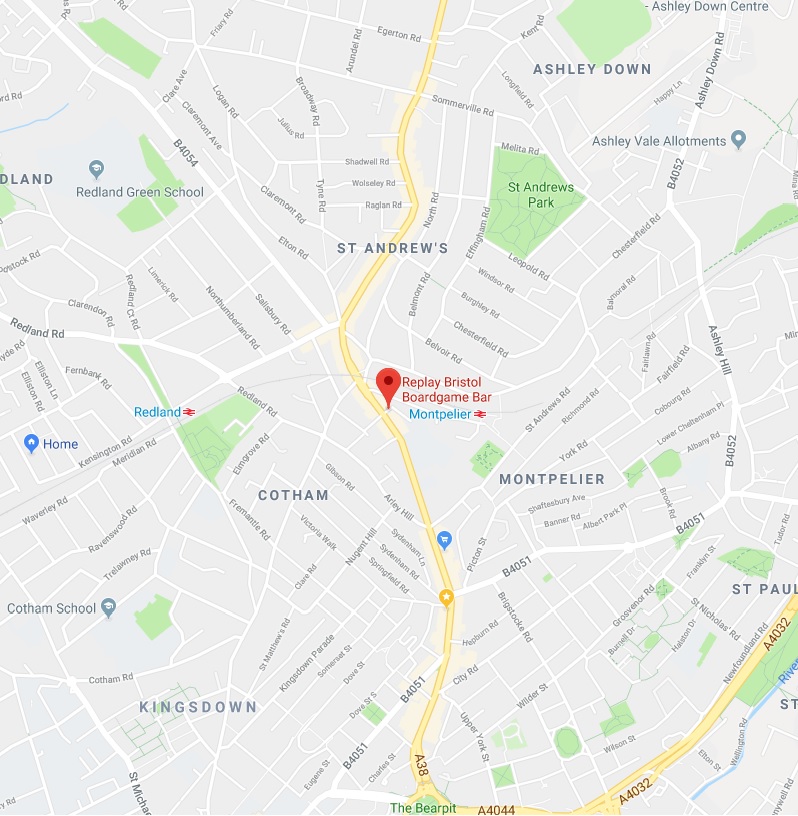 Ashley Down Centre
Friary Rd
Egerton Rd
Kent Rd
Arundel Rd
ASHLEY DOWN
Ashley Down Rd
Clare Ave
Longfield Rd
Happy Ln
Logan Rd
Broadway Rd
Sommerville Rd
Claremont Ave
Julius Rd
B4054
Melita Rd
Ashley Vale Allotments
Shadwell Rd
B4052
DLAND
Redland Green School
Tyne Rd
Wolseley Rd
St Andrews
Park
Claremont Rd
Raglan Rd
North Rd
Effingham Rd
Chesterfield Rd
Elton Rd
ST ANDREW'S
Leopold Rd
Windsor Rd
Limerick Rd
Redland Ct Rd
Belmont Rd
Balmoral Rd
Clarendon Rd
Northumberland Rd
Salisbury Rd
Burghley Rd
Redland Rd
Chesterfield Rd
Belvoir Rd
Fairlawn Rd
Ashley Hill
Elliston Ln
Elliston Rd
Fernbank Rd
Fairfield Rd
Replay Bristol
Boardgame Bar
Redland
Redland Rd
Montpelier
St Andrews Rd
Richmond Rd
Cobourg Rd
Lower Cheltenham Pl
Home
Kensington Rd
Meridian Rd
Elmgrove Rd
York Rd
Albany Rd
B4052
Gibson Rd
MONTPELIER
COTHAM
Waverley Rd
Fremantle Rd
Arley Hill
Shaftesbury Ave
Banner Rd
Albert Park Pl
Brook Rd
Ravenswood Rd
Victoria Walk
Nugent Hill
Sydenham Ln
Sydenham Rd
Springfield Rd
Picton St
B4051
B4051
Tudor Rd
Trelawney Rd
Clare Rd
Franklyn St
ST PAUL
Cotham School
Brigstocke Rd
Grosvenor Rd
St Nicholas' Rd
Burnell Dr
Halston Dr
A4032
St Matthew's Rd
Kingsdown Parade
Hepburn Rd
Newfoundland Rd
Somerset St
Dove St
Cotham Rd
City Rd
KINGSDOWN
B4051
Dove St S
Wilder St
River
ST
Upper York St
B4051
Wilson St
Wellington Rd
Eugene St
Charles St
A38
Elton St
St Michae
A4032
The Bearpit
A4044